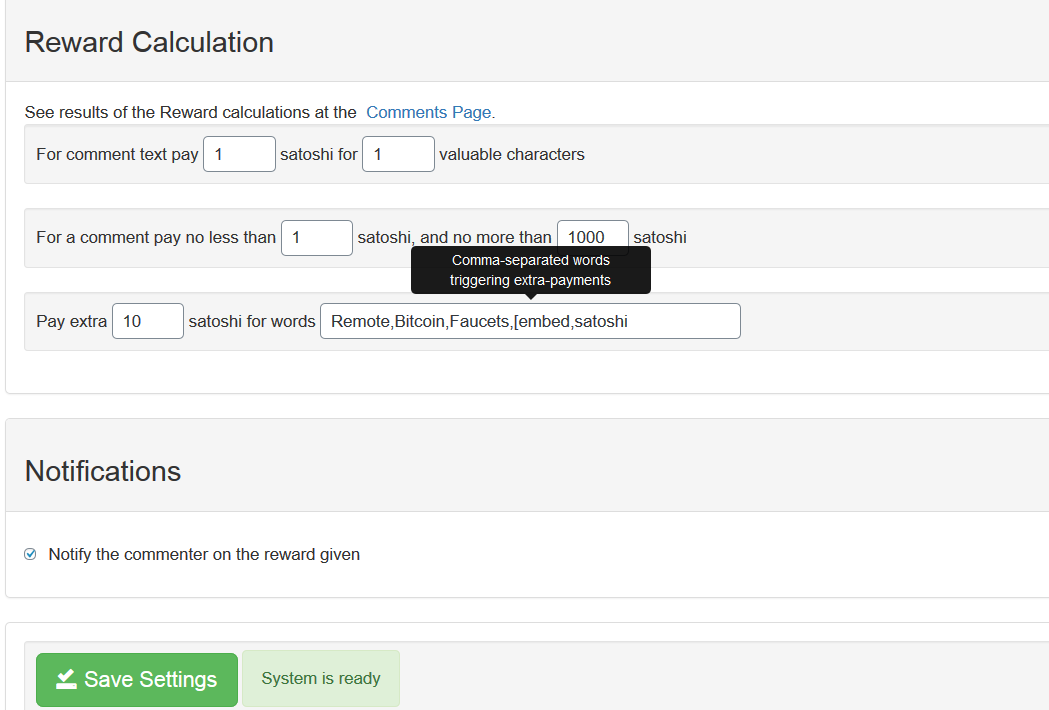 Reward Calculation
See results of the Reward calculations at the Comments Page.
For comment text pay 1 satoshi for 1 valuable characters
For a comment pay no less than 1 satoshi, and no more than 1000 satoshi
Comma-separated words
triggering extra-payments
Pay extra 10 satoshi for words Remote,Bitcoin,Faucets,[embed,satoshi
Notifications
Notify the commenter on the reward given
Save Settings System is ready